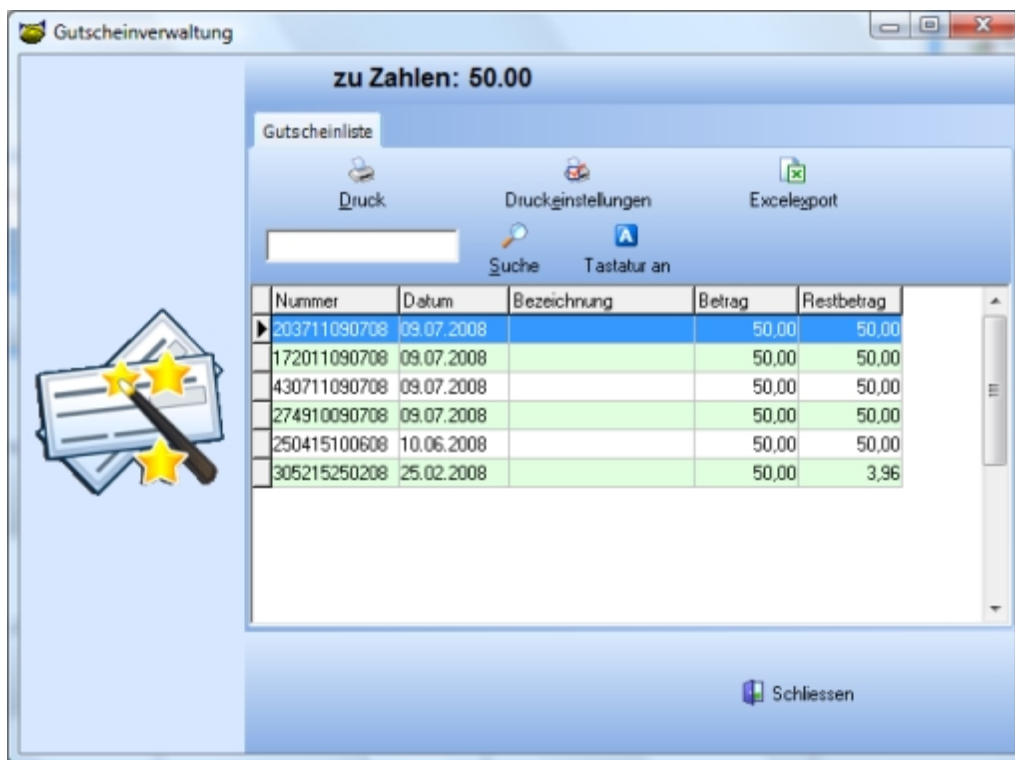 Gutscheinverwaltung
zu Zahlen: 50.00
Gutscheinliste
Druck Druckeinstellungen Excelexport
Suche Tastatur an
Nummer Datum Bezeichnung Betrag Restbetrag
203711090708 09.07.2008 50,00 50,00
172011090708 09.07.2008 50,00 50,00
430711090708 09.07.2008 50,00 50,00
274910090708 09.07.2008 50,00 50,00
250415100608 10.06.2008 50,00 50,00
305215250208 25.02.2008 50,00 3,96
Schliessen